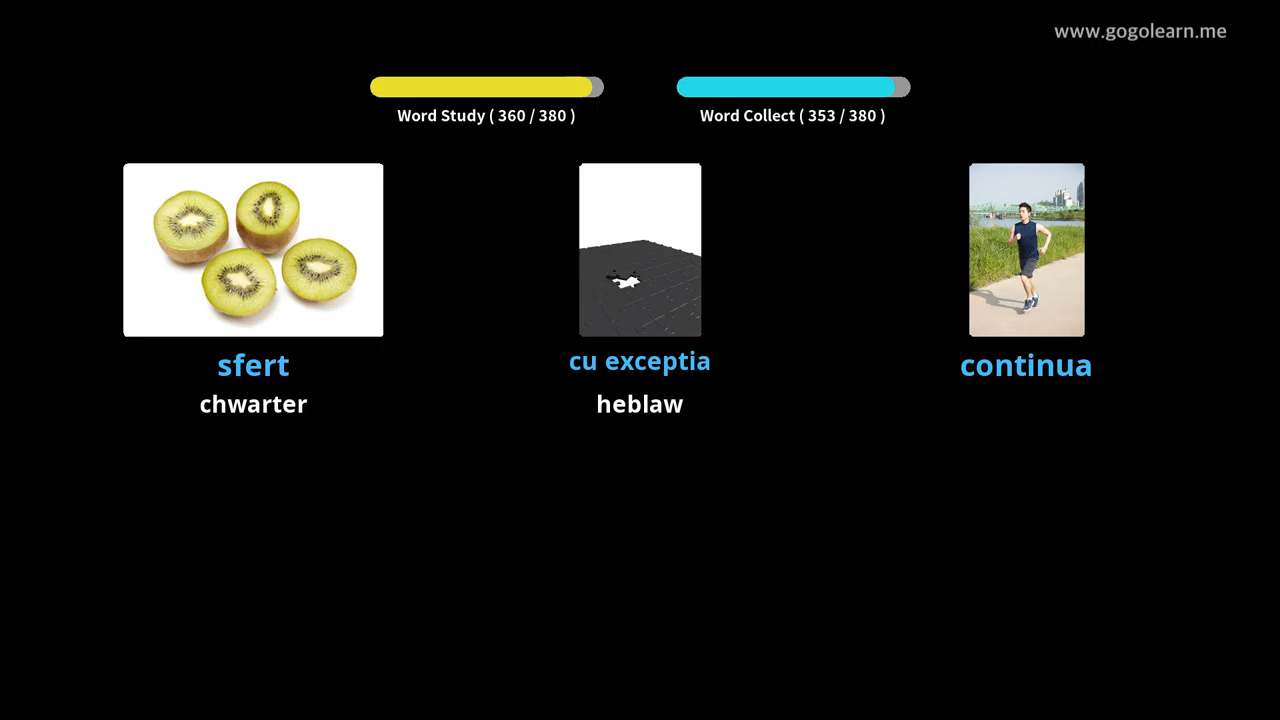 www.gogolearn.me
Word Study ( 360 / 380 )
Word Collect ( 353 / 380 )
sfert
cu exceptia
continua
chwarter
heblaw